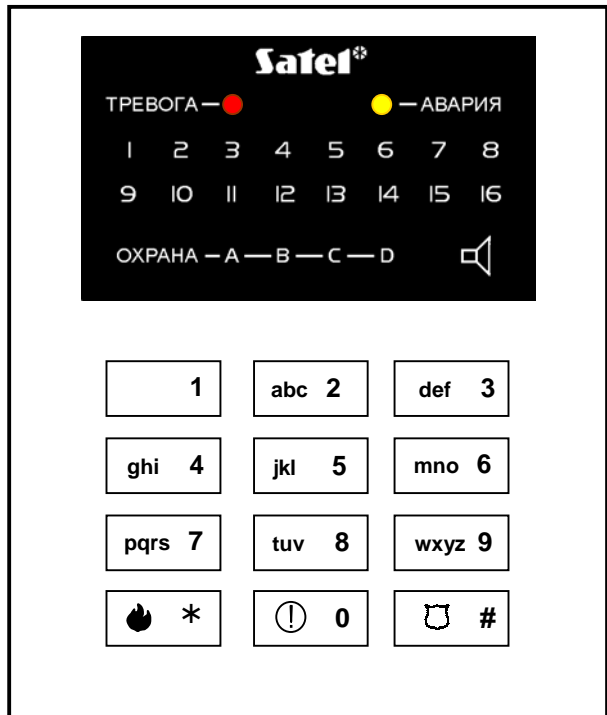 Satel*
ТРЕВОГА — — АВАРИЯ
1 2 3 4 5 6 7 8
9 10 11 12 13 14 15 16
ОХРАНА – A — B — C — D
1 abc 2 def 3
ghi 4 jkl 5 mno 6
pqrs 7 tuv 8 wxyz 9
* ! 0 #